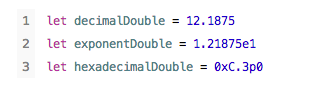 1 let decimalDouble = 12.1875
2 let exponentDouble = 1.21875e1
3 let hexadecimalDouble = 0xC.3p0